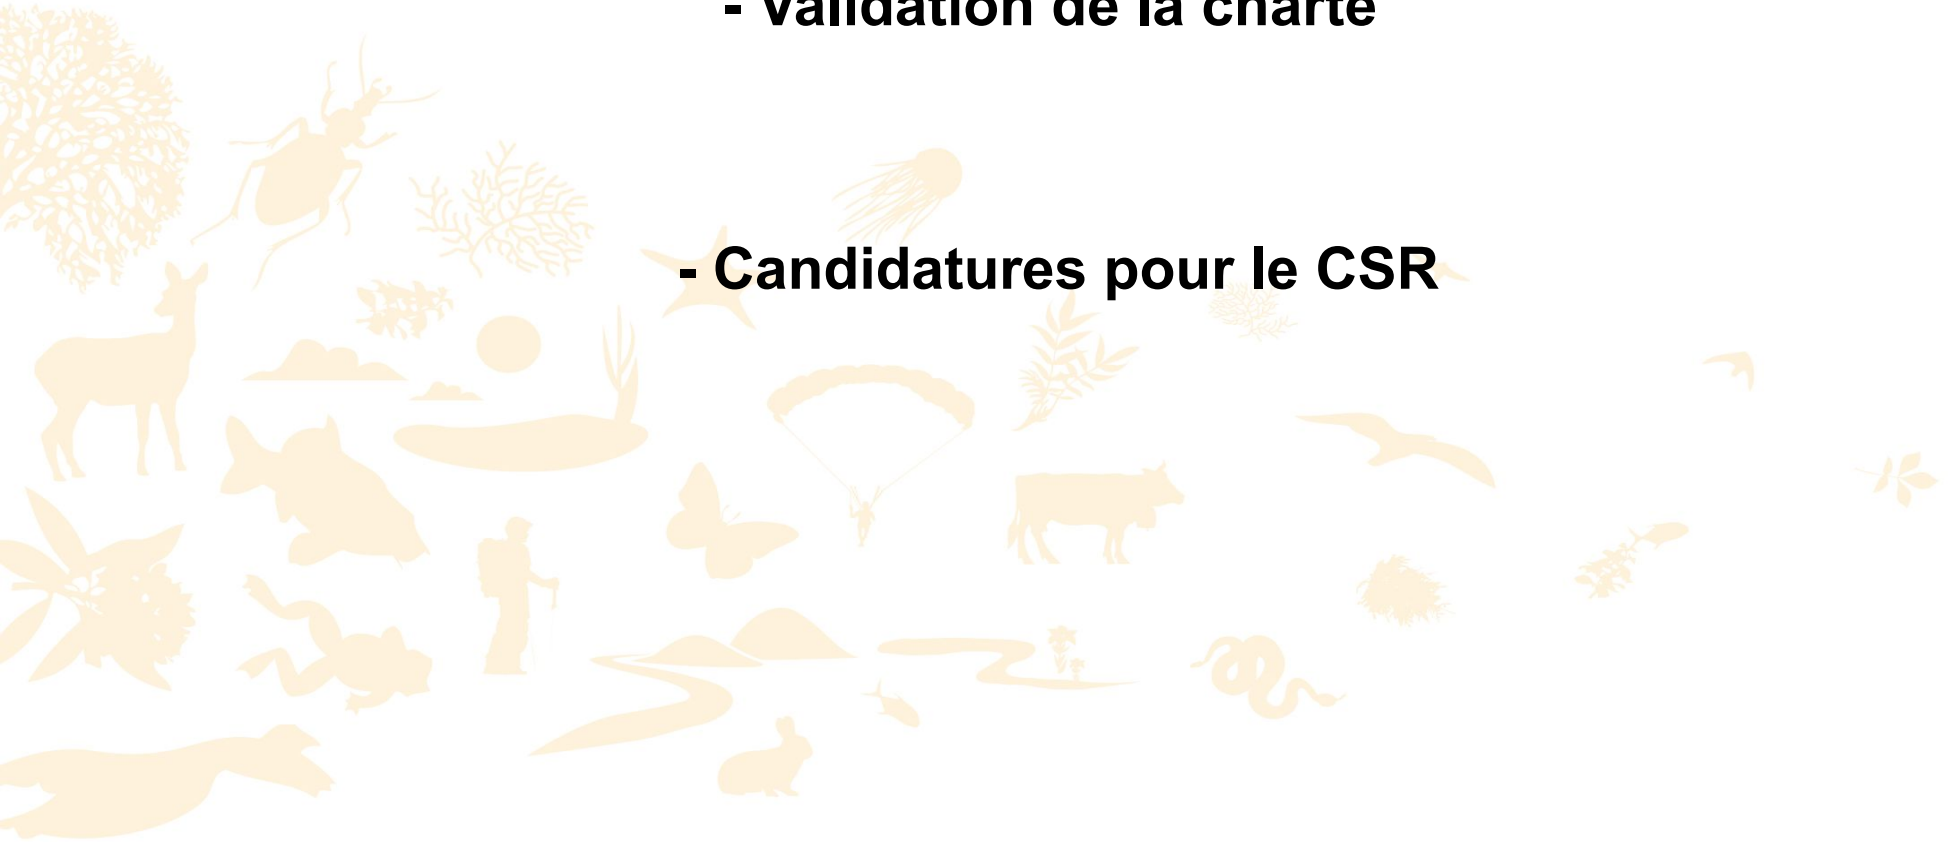 - Validation de la charte
- Candidatures pour le CSR